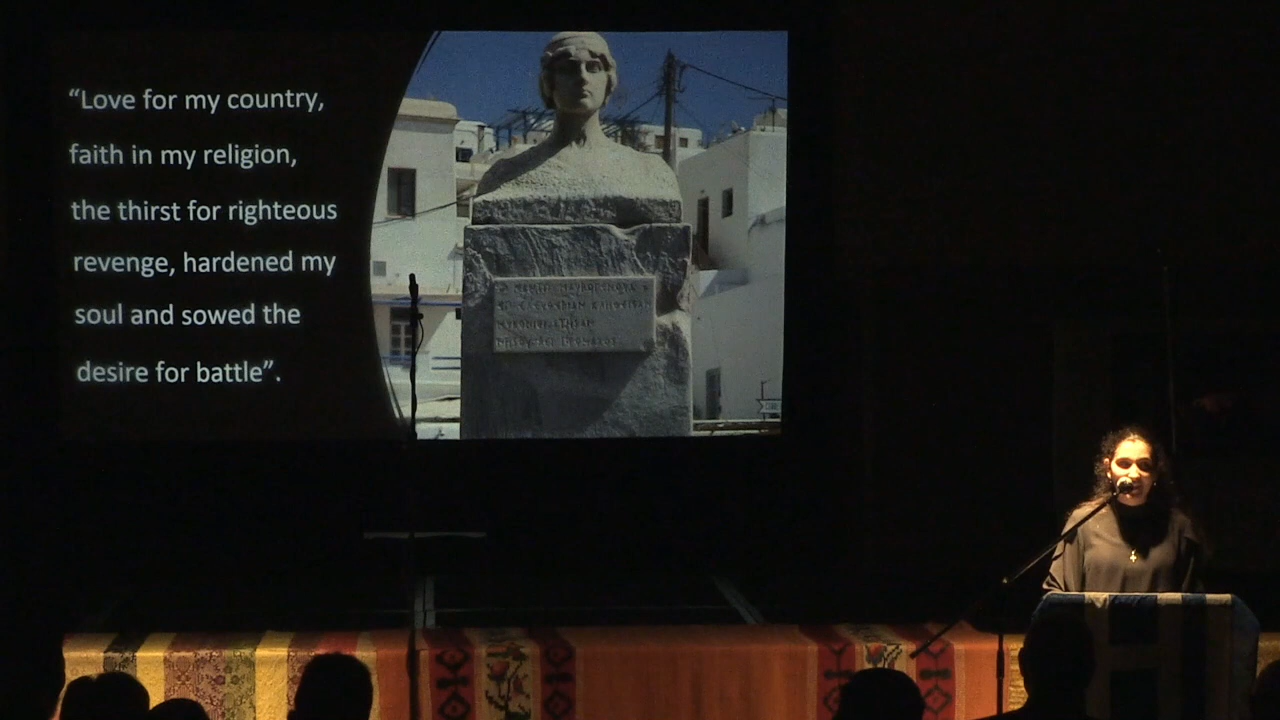 “Love for my country,
faith in my religion,
the thirst for righteous
revenge, hardened my
soul and sowed the
desire for battle”.